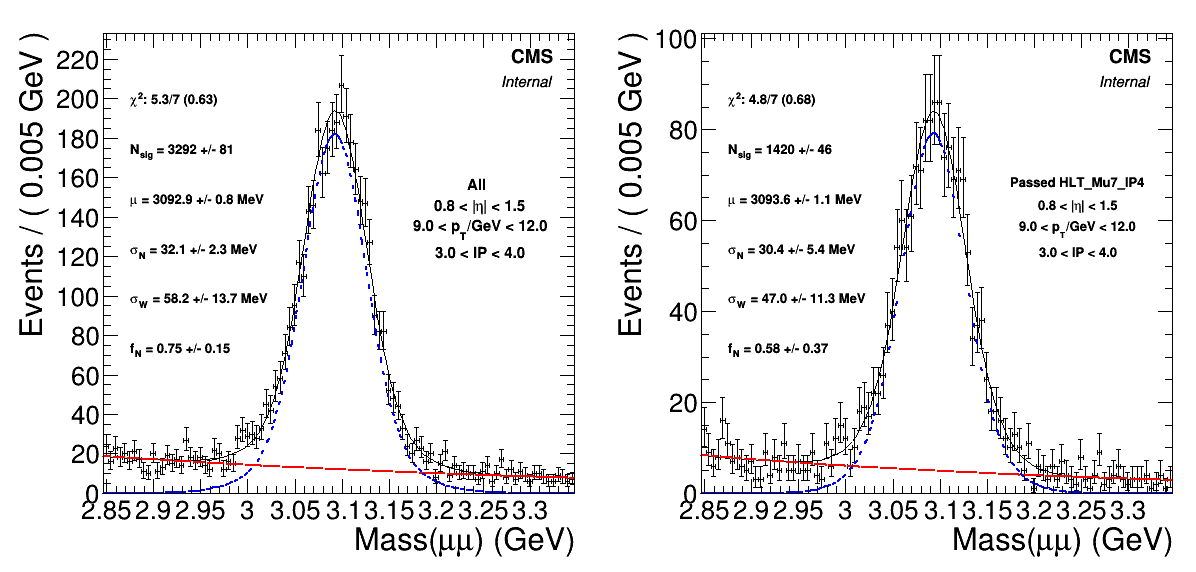 Events / ( 0.005 GeV )
220
200
180
160
140
120
100
80
60
40
20
0
CMS
Internal
χ²: 5.3/7 (0.63)
N_sig = 3292 +/- 81
μ = 3092.9 +/- 0.8 MeV
σ_N = 32.1 +/- 2.3 MeV
σ_W = 58.2 +/- 13.7 MeV
f_N = 0.75 +/- 0.15
All
0.8 < |η| < 1.5
9.0 < p_T/GeV < 12.0
3.0 < IP < 4.0
2.85 2.9 2.95 3 3.05 3.1 3.15 3.2 3.25 3.3
Mass(μμ) (GeV)
Events / ( 0.005 GeV )
100
80
60
40
20
0
CMS
Internal
χ²: 4.8/7 (0.68)
N_sig = 1420 +/- 46
μ = 3093.6 +/- 1.1 MeV
σ_N = 30.4 +/- 5.4 MeV
σ_W = 47.0 +/- 11.3 MeV
f_N = 0.58 +/- 0.37
Passed HLT_Mu7_IP4
0.8 < |η| < 1.5
9.0 < p_T/GeV < 12.0
3.0 < IP < 4.0
2.85 2.9 2.95 3 3.05 3.1 3.15 3.2 3.25 3.3
Mass(μμ) (GeV)